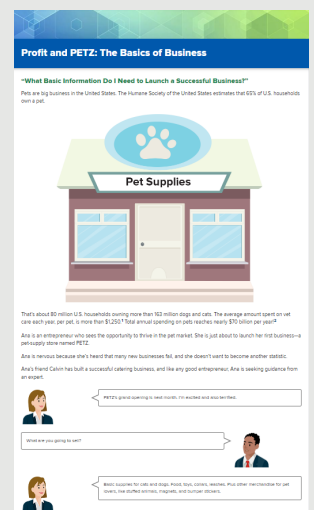 Profit and PETZ: The Basics of Business
“What Basic Information Do I Need to Launch a Successful Business?”
Pets are big business in the United States. The Humane Society of the United States estimates that 65% of U.S. households
own a pet.
Pet Supplies
That's about 80 million U.S. households owning more than 163 million dogs and cats. The average amount spent on vet
care each year, per pet, is more than $1,250.¹ Total annual spending on pets reaches nearly $70 billion per year!²
Ana is an entrepreneur who sees the opportunity to thrive in the pet market. She is just about to launch her first business—a
pet-supply store named PETZ.
Ana is nervous because she's heard that many new businesses fail, and she doesn't want to become another statistic.
Ana's friend Calvin has built a successful catering business, and like any good entrepreneur, Ana is seeking guidance from
an expert.
PETZ's grand opening is next month. I'm excited and also terrified.
What are you going to sell?
Basic supplies for cats and dogs. Food, toys, collars, leashes. Plus other merchandise for pet
lovers, like stuffed animals, magnets, and bumper stickers.